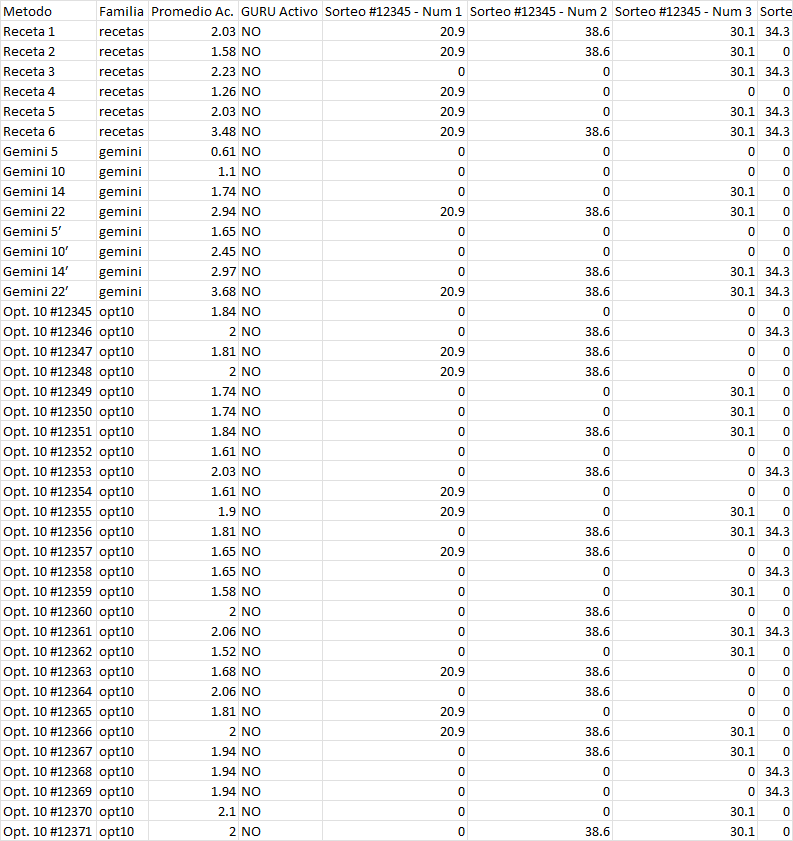 Metodo Familia Promedio Ac. GURU Activo Sorteo #12345 - Num 1 Sorteo #12345 - Num 2 Sorteo #12345 - Num 3 Sorte
Receta 1 recetas 2.03 NO 20.9 38.6 30.1 34.3
Receta 2 recetas 1.58 NO 20.9 38.6 30.1 0
Receta 3 recetas 2.23 NO 0 0 30.1 34.3
Receta 4 recetas 1.26 NO 20.9 0 0 0
Receta 5 recetas 2.03 NO 20.9 0 30.1 34.3
Receta 6 recetas 3.48 NO 20.9 38.6 30.1 34.3
Gemini 5 gemini 0.61 NO 0 0 0 0
Gemini 10 gemini 1.1 NO 0 0 0 0
Gemini 14 gemini 1.74 NO 0 0 30.1 0
Gemini 22 gemini 2.94 NO 20.9 38.6 30.1 0
Gemini 5′ gemini 1.65 NO 0 0 0 0
Gemini 10′ gemini 2.45 NO 0 0 0 0
Gemini 14′ gemini 2.97 NO 0 38.6 30.1 34.3
Gemini 22′ gemini 3.68 NO 20.9 38.6 30.1 34.3
Opt. 10 #12345 opt10 1.84 NO 0 0 0 0
Opt. 10 #12346 opt10 2 NO 0 38.6 0 34.3
Opt. 10 #12347 opt10 1.81 NO 20.9 38.6 0 0
Opt. 10 #12348 opt10 2 NO 20.9 38.6 0 0
Opt. 10 #12349 opt10 1.74 NO 0 0 30.1 0
Opt. 10 #12350 opt10 1.74 NO 0 0 30.1 0
Opt. 10 #12351 opt10 1.84 NO 0 38.6 30.1 0
Opt. 10 #12352 opt10 1.61 NO 0 0 0 0
Opt. 10 #12353 opt10 2.03 NO 0 38.6 0 34.3
Opt. 10 #12354 opt10 1.61 NO 20.9 0 0 0
Opt. 10 #12355 opt10 1.9 NO 20.9 0 30.1 0
Opt. 10 #12356 opt10 1.81 NO 0 38.6 30.1 34.3
Opt. 10 #12357 opt10 1.65 NO 20.9 38.6 0 0
Opt. 10 #12358 opt10 1.65 NO 0 0 0 34.3
Opt. 10 #12359 opt10 1.58 NO 0 0 30.1 0
Opt. 10 #12360 opt10 2 NO 0 38.6 0 0
Opt. 10 #12361 opt10 2.06 NO 0 38.6 30.1 34.3
Opt. 10 #12362 opt10 1.52 NO 0 0 30.1 0
Opt. 10 #12363 opt10 1.68 NO 20.9 38.6 0 0
Opt. 10 #12364 opt10 2.06 NO 0 38.6 0 0
Opt. 10 #12365 opt10 1.81 NO 20.9 0 0 0
Opt. 10 #12366 opt10 2 NO 20.9 38.6 30.1 0
Opt. 10 #12367 opt10 1.94 NO 0 38.6 30.1 0
Opt. 10 #12368 opt10 1.94 NO 0 0 0 34.3
Opt. 10 #12369 opt10 1.94 NO 0 0 0 34.3
Opt. 10 #12370 opt10 2.1 NO 0 0 30.1 0
Opt. 10 #12371 opt10 2 NO 0 38.6 30.1 0